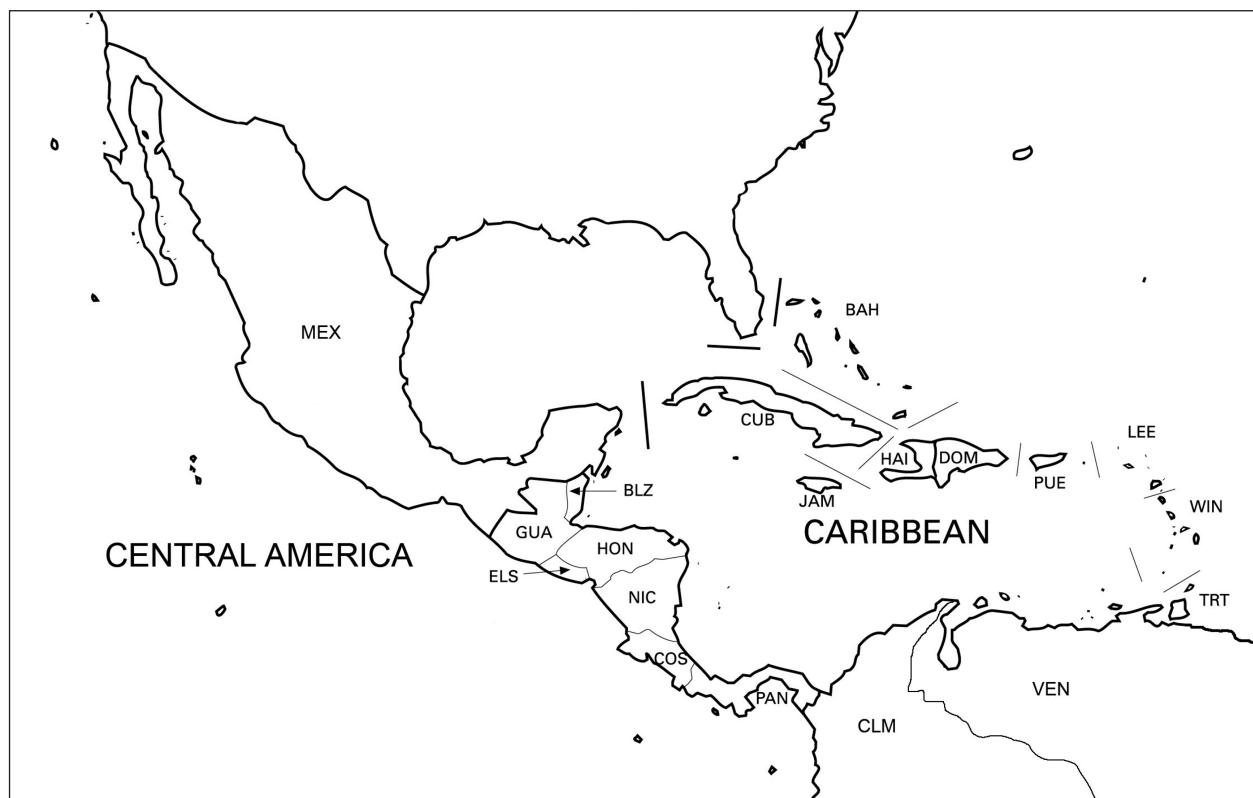 BAH
MEX
CUB
LEE
HAI
DOM
PUE
BLZ
JAM
WIN
GUA
CARIBBEAN
HON
CENTRAL AMERICA
ELS
NIC
TRT
COS
VEN
PAN
CLM